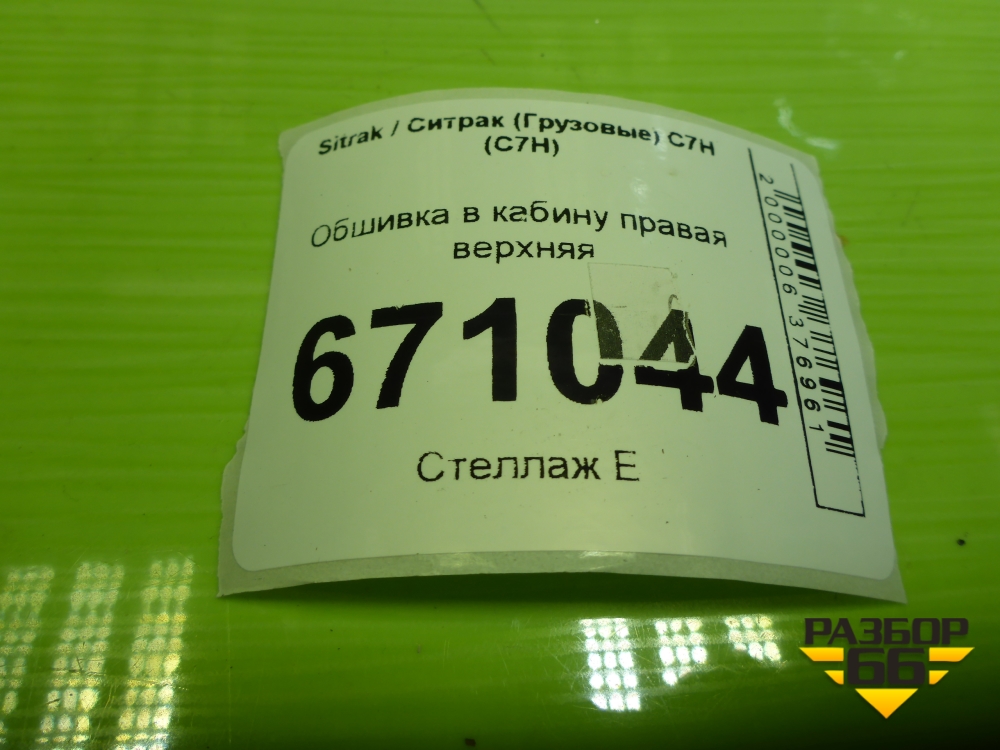 Sitrak / Ситрак (Грузовые) C7H
(C7H)
Обшивка в кабину правая
верхняя
671044
Стеллаж Е
2000006376961
РАЗБОР
66